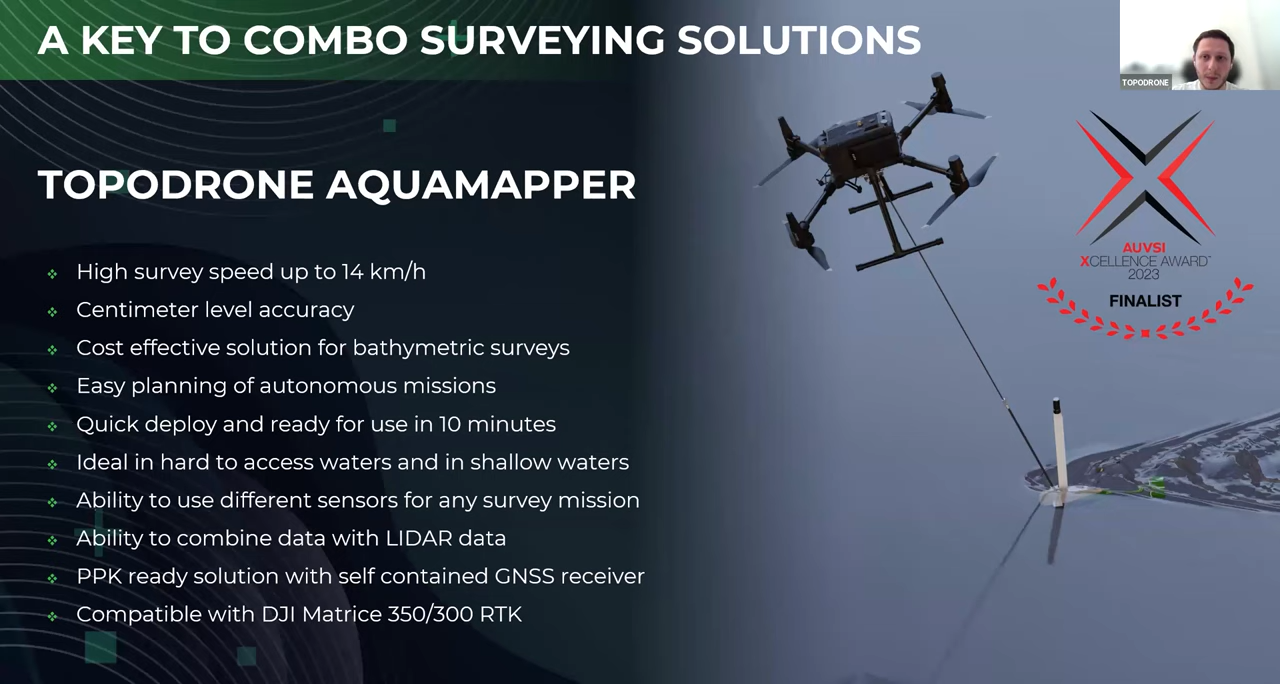 A KEY TO COMBO SURVEYING SOLUTIONS
TOPODRONE
TOPODRONE AQUAMAPPER
High survey speed up to 14 km/h
Centimeter level accuracy
Cost effective solution for bathymetric surveys
Easy planning of autonomous missions
Quick deploy and ready for use in 10 minutes
Ideal in hard to access waters and in shallow waters
Ability to use different sensors for any survey mission
Ability to combine data with LIDAR data
PPK ready solution with self contained GNSS receiver
Compatible with DJI Matrice 350/300 RTK
AUVSI
XCELLENCE AWARD™
2023
FINALIST